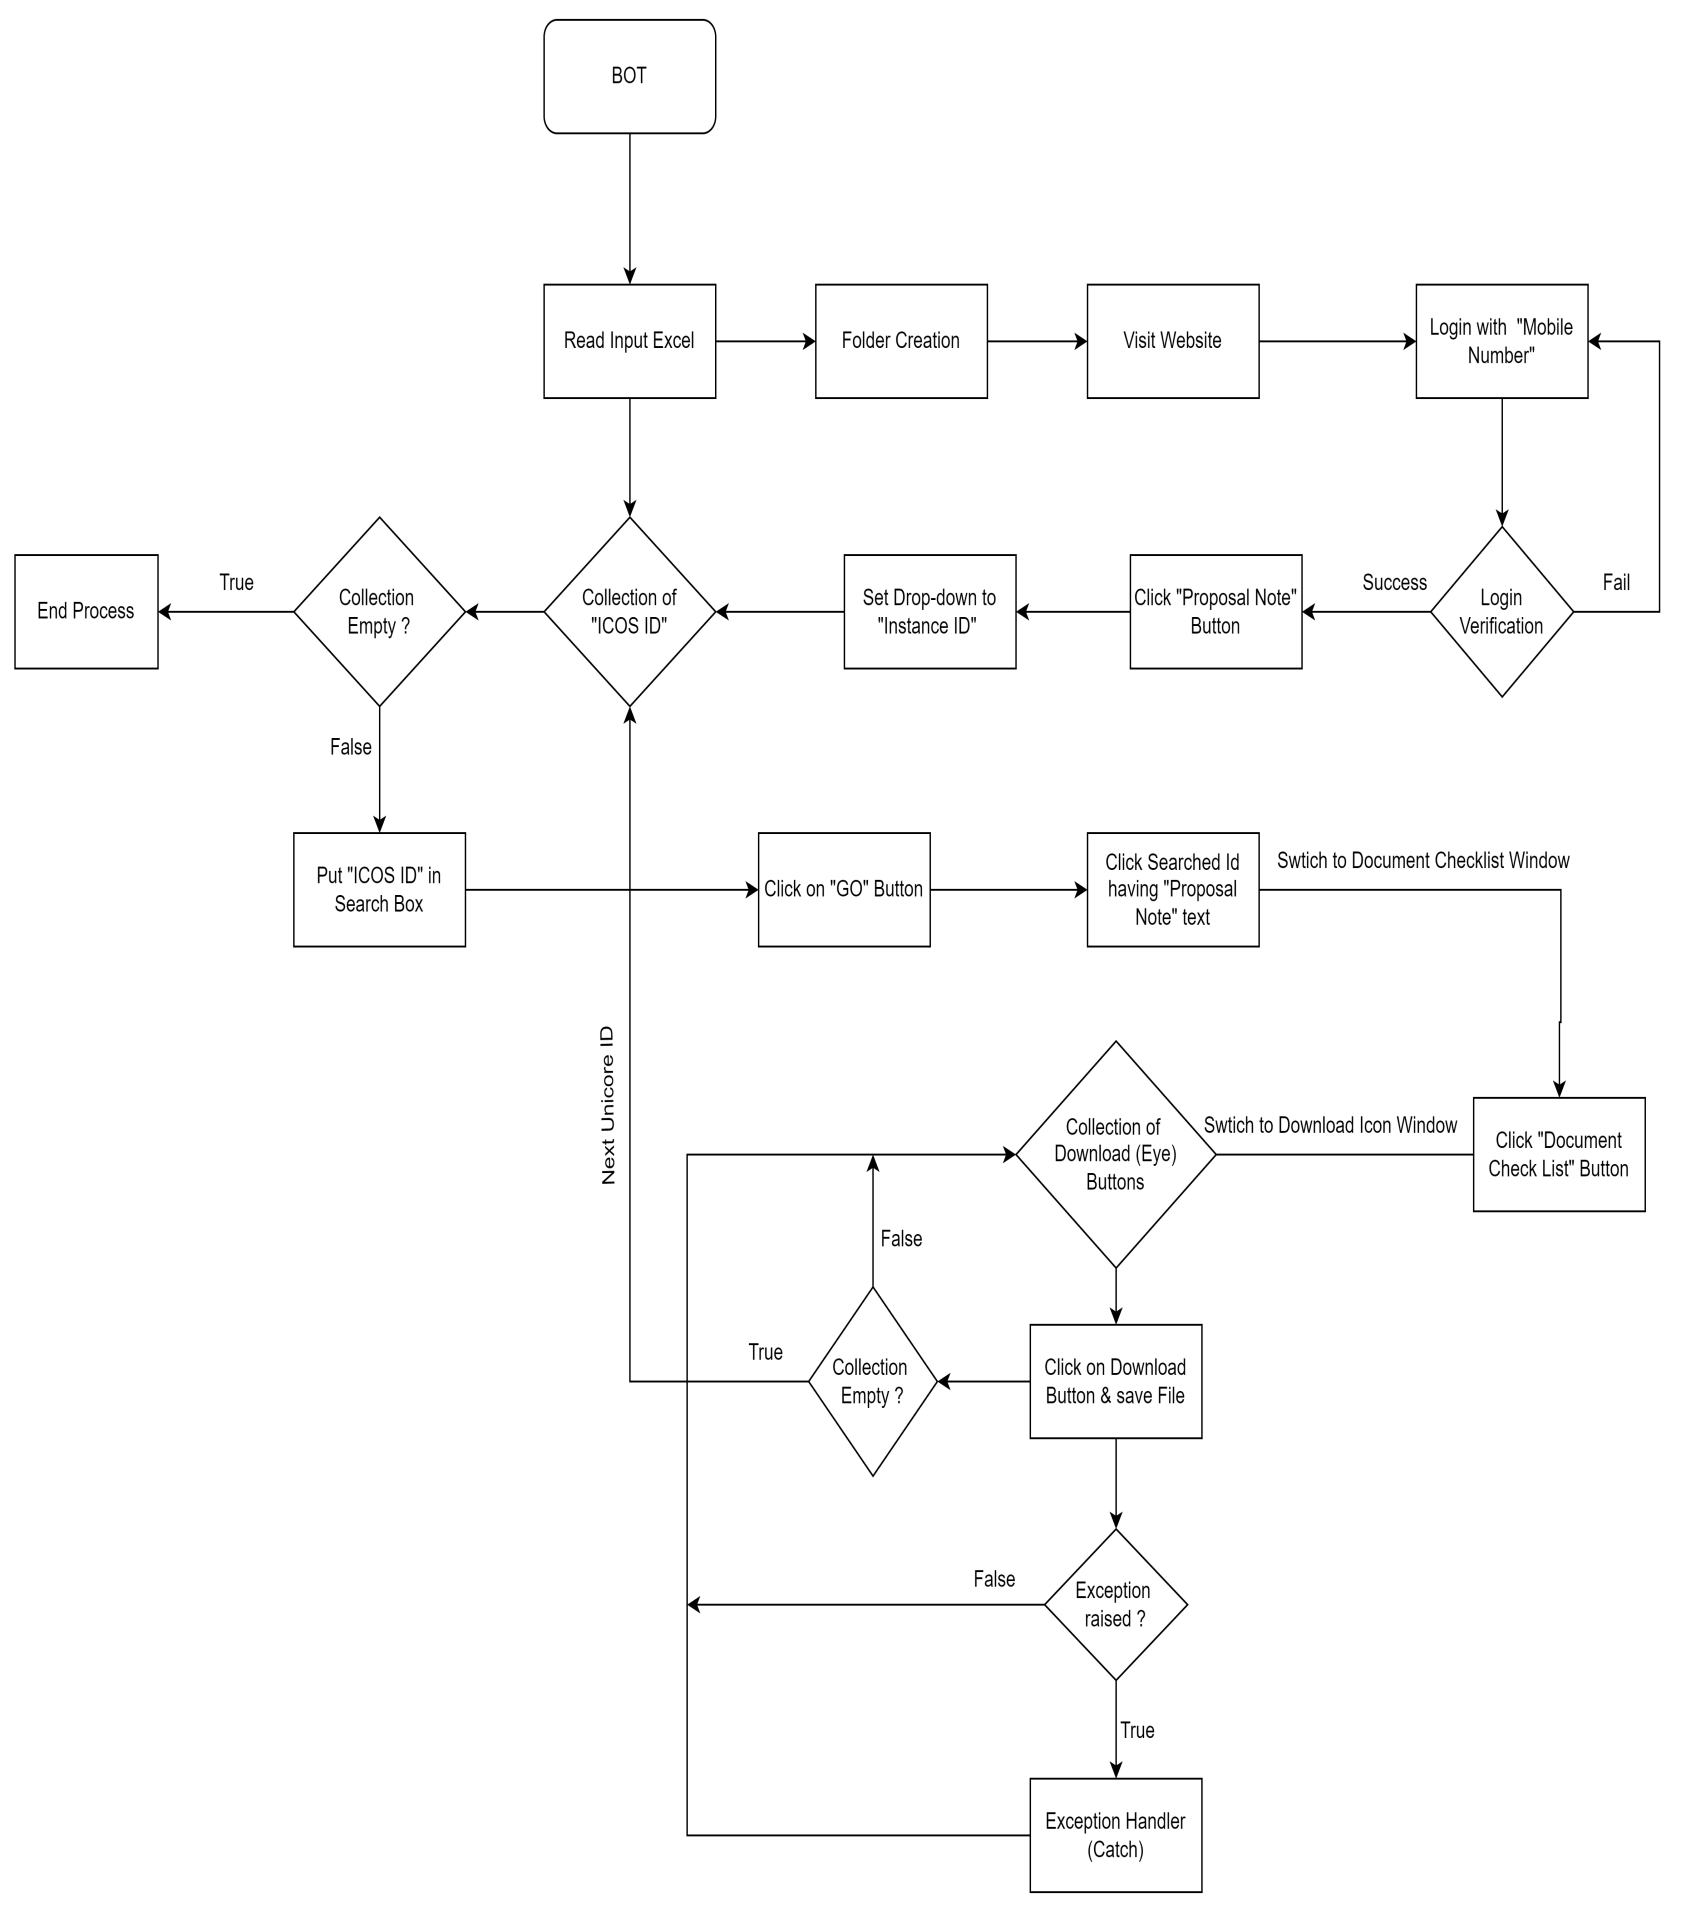 BOT
Read Input Excel
Folder Creation
Visit Website
Login with "Mobile
Number"
End Process
True
Collection
Empty ?
Collection of
"ICOS ID"
Set Drop-down to
"Instance ID"
Click "Proposal Note"
Button
Success
Login
Verification
Fail
False
Put "ICOS ID" in
Search Box
Click on "GO" Button
Click Searched Id
having "Proposal
Note" text
Swtich to Document Checklist Window
Next Unicore ID
Collection of
Download (Eye)
Buttons
Swtich to Download Icon Window
Click "Document
Check List" Button
False
True
Collection
Empty ?
Click on Download
Button & save File
False
Exception
raised ?
True
Exception Handler
(Catch)